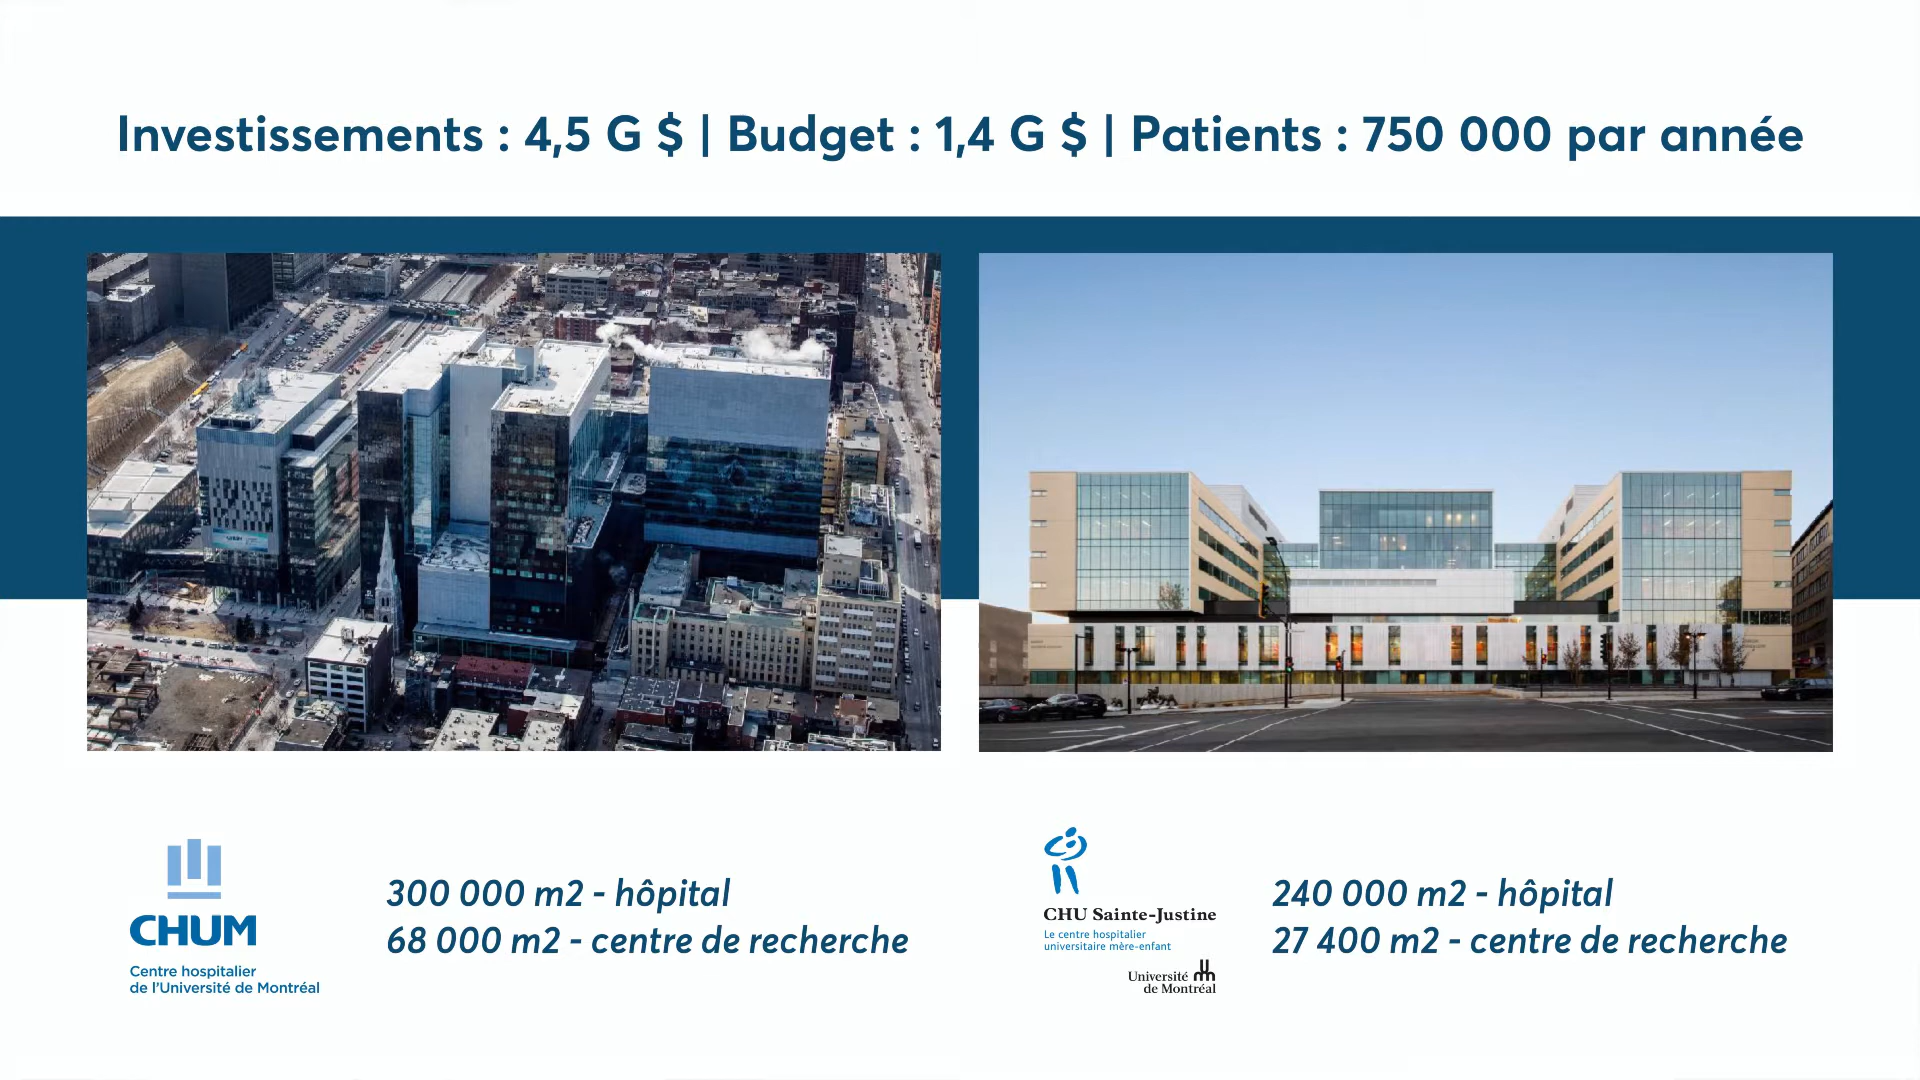 Investissements : 4,5 G $ | Budget : 1,4 G $ | Patients : 750 000 par année
CHUM
Centre hospitalier
de l'Université de Montréal
300 000 m2 - hôpital
68 000 m2 - centre de recherche
CHU Sainte-Justine
Le centre hospitalier
universitaire mère-enfant
Université
de Montréal
240 000 m2 - hôpital
27 400 m2 - centre de recherche